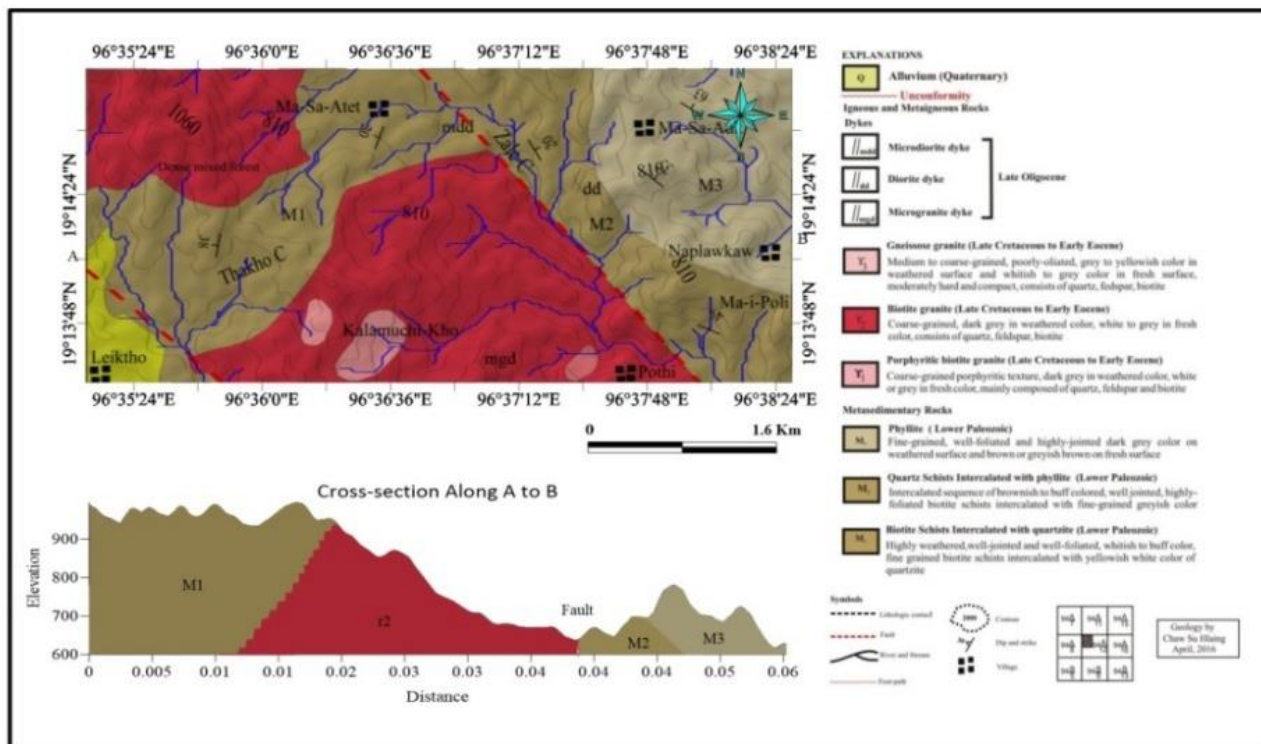 96°35'24"E 96°36'0"E 96°36'36"E 96°37'12"E 96°37'48"E 96°38'24"E
1060
810
Ma-Sa-Atet
mdd
Dense mixed forest
M1
38
Thakho C
810
dd
M2
M3
Naplawkaw
810
Ma-i-Poli
Kalamuchi-Kho
mgd
Pothi
Leiktho
A
B
19°14'24"N
19°13'48"N
19°14'24"N
19°13'48"N
96°35'24"E 96°36'0"E 96°36'36"E 96°37'12"E 96°37'48"E 96°38'24"E
0 1.6 Km
Cross-section Along A to B
Elevation
900
800
700
600
M1
r2
Fault
M2
M3
0 0.01 0.01 0.02 0.03 0.03 0.04 0.04 0.05 0.05 0.06
Distance
EXPLANATIONS
Q Alluvium (Quaternary)
Unconformity
Igneous and Metaigneous Rocks
Dykes
mdd Microdiorite dyke
dd Diorite dyke
mgd Microgranite dyke
Late Oligocene
Gneissose granite (Late Cretaceous to Early Eocene)
Medium to coarse-grained, poorly-oliated, grey to yellowish color in
weathered surface and whitish to grey color in fresh surface,
moderately hard and compact, consists of quartz, fedspar, biotite
Biotite granite (Late Cretaceous to Early Eocene)
Coarse-grained, dark grey in weathered color, white to grey in fresh
color, consists of quartz, feldspar, biotite
Porphyritic biotite granite (Late Cretaceous to Early Eocene)
Coarse-grained porphyritic texture, dark grey in weathered color, white
or grey in fresh color, mainly composed of quartz, feldspar and biotite
Metasedimentary Rocks
Phyllite ( Lower Paleozoic)
Fine-grained, well-foliated and highly-jointed dark grey color on
weathered surface and brown or greyish brown on fresh surface
Quartz Schists Intercalated with phyllite (Lower Paleozoic)
Intercalated sequence of brownish to buff colored, well jointed, highly-
foliated biotite schists intercalated with fine-grained greyish color
Biotite Schists Intercalated with quartzite (Lower Paleozoic)
Highly weathered,well-jointed and well-foliated, whitish to buff color,
fine grained biotite schists intercalated with yellowish white color of
quartzite
Symbols
Lithologic contact
Fault
River and Stream
Foot-path
Contour
Dip and strike
Village
Geology by
Chaw Su Hlaing
April, 2016